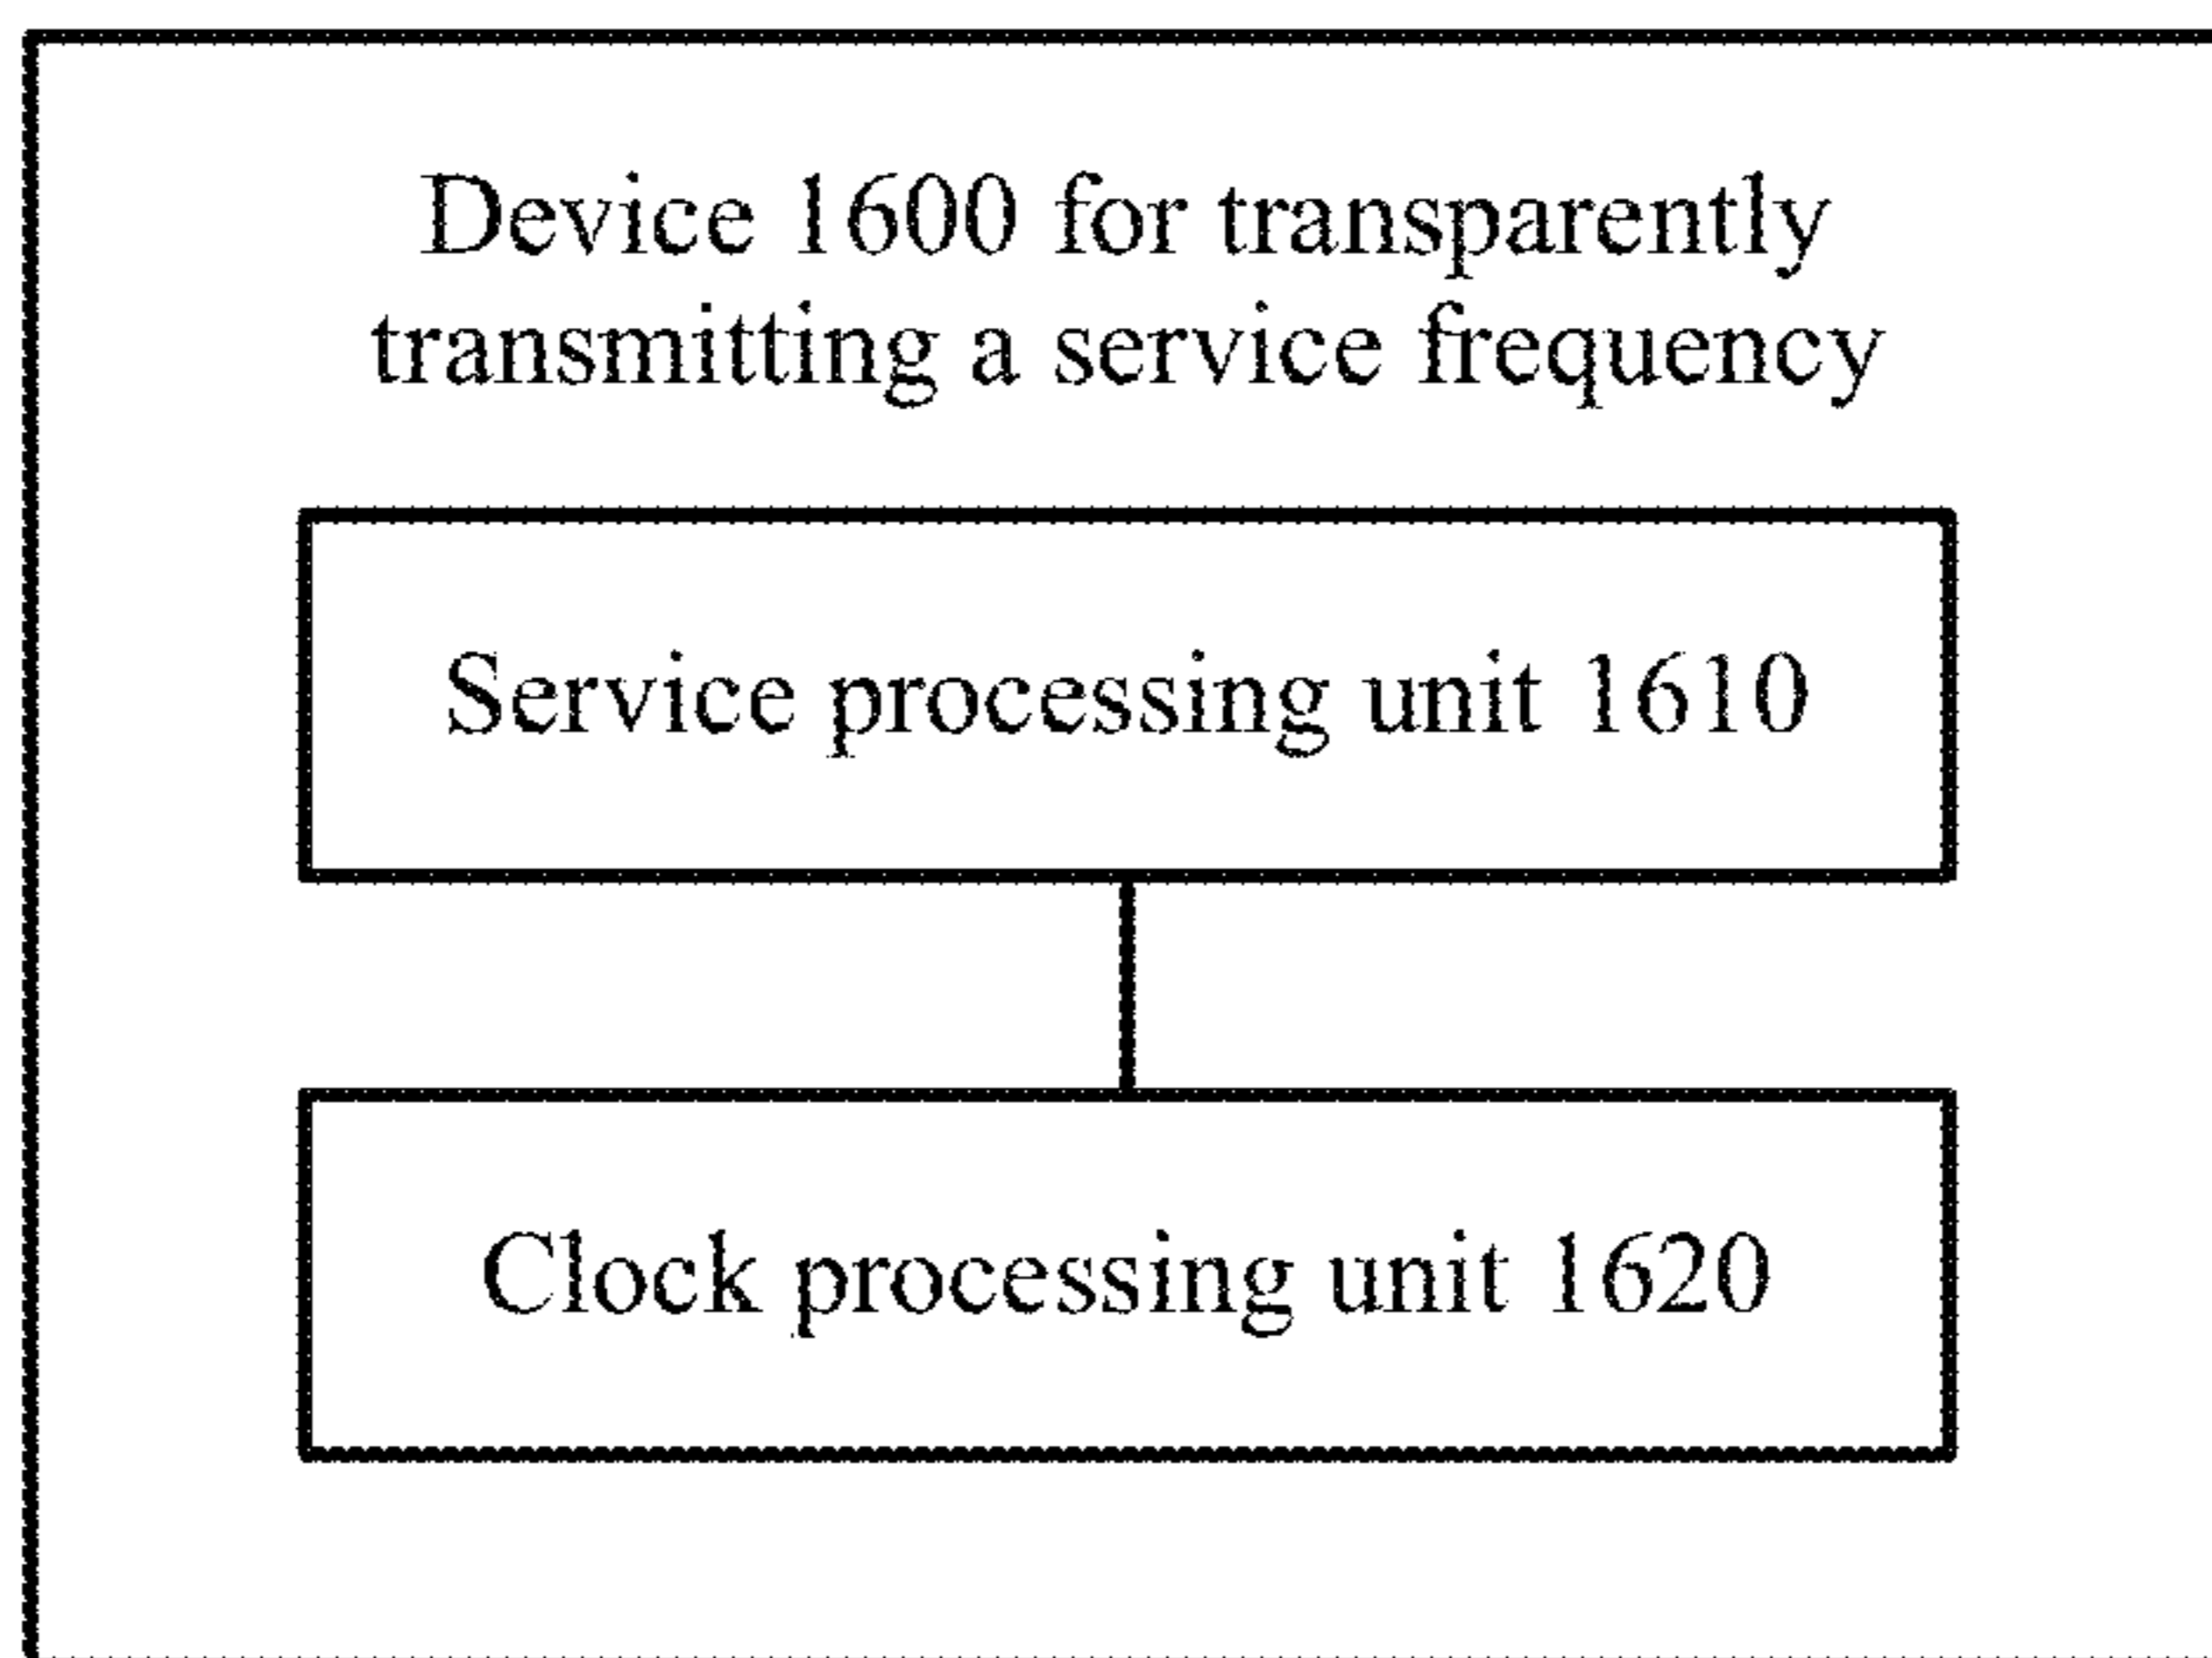 Device 1600 for transparently
transmitting a service frequency
Service processing unit 1610
Clock processing unit 1620